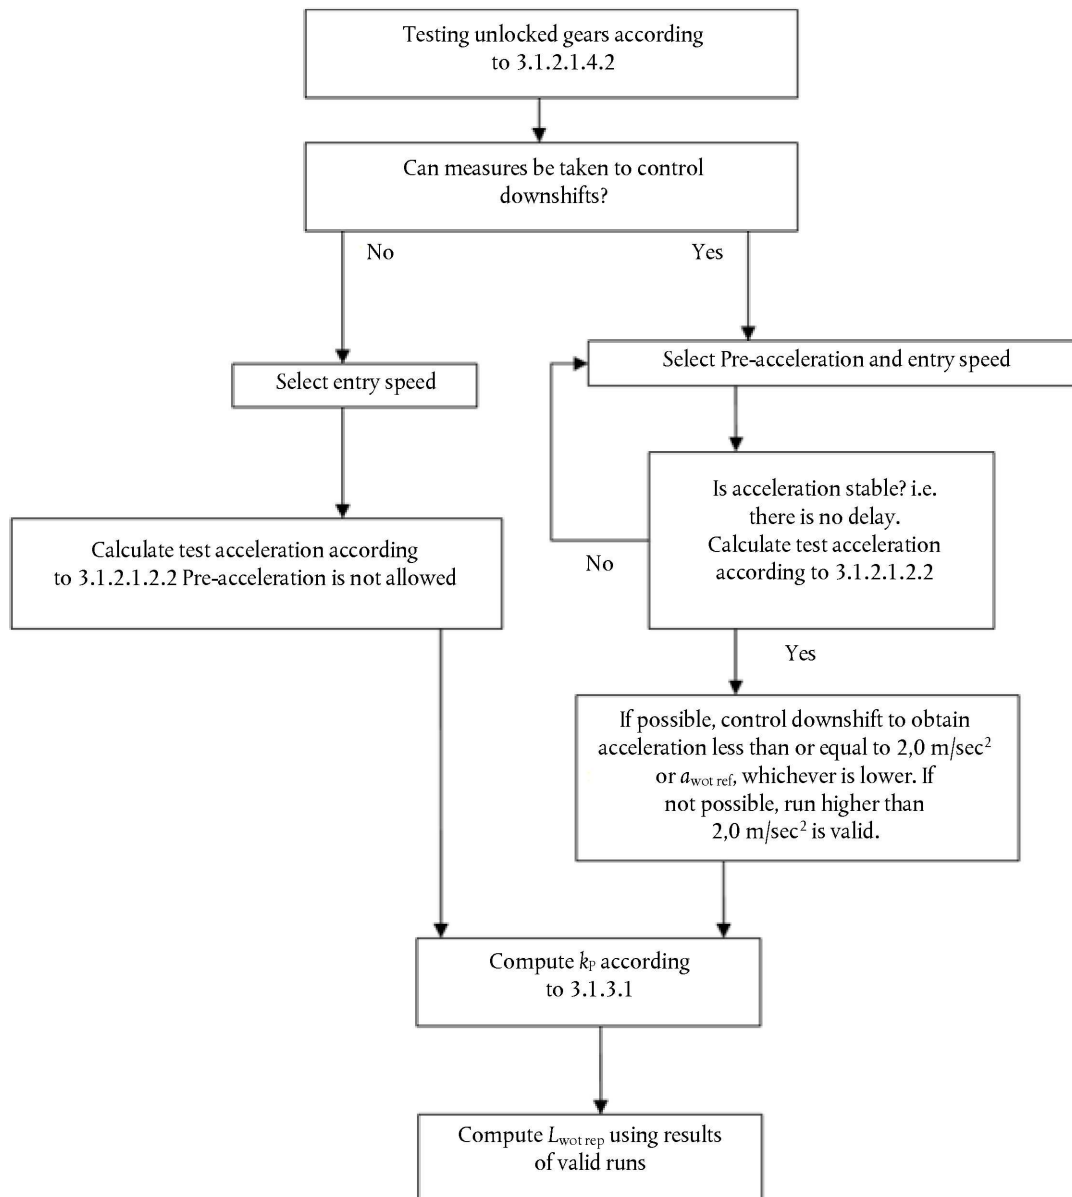 Testing unlocked gears according
to 3.1.2.1.4.2
Can measures be taken to control
downshifts?
No
Yes
Select entry speed
Select Pre-acceleration and entry speed
Calculate test acceleration according
to 3.1.2.1.2.2 Pre-acceleration is not allowed
Is acceleration stable? i.e.
there is no delay.
Calculate test acceleration
according to 3.1.2.1.2.2
No
Yes
If possible, control downshift to obtain
acceleration less than or equal to 2,0 m/sec²
or a wot ref, whichever is lower. If
not possible, run higher than
2,0 m/sec² is valid.
Compute kP according
to 3.1.3.1
Compute L wot rep using results
of valid runs